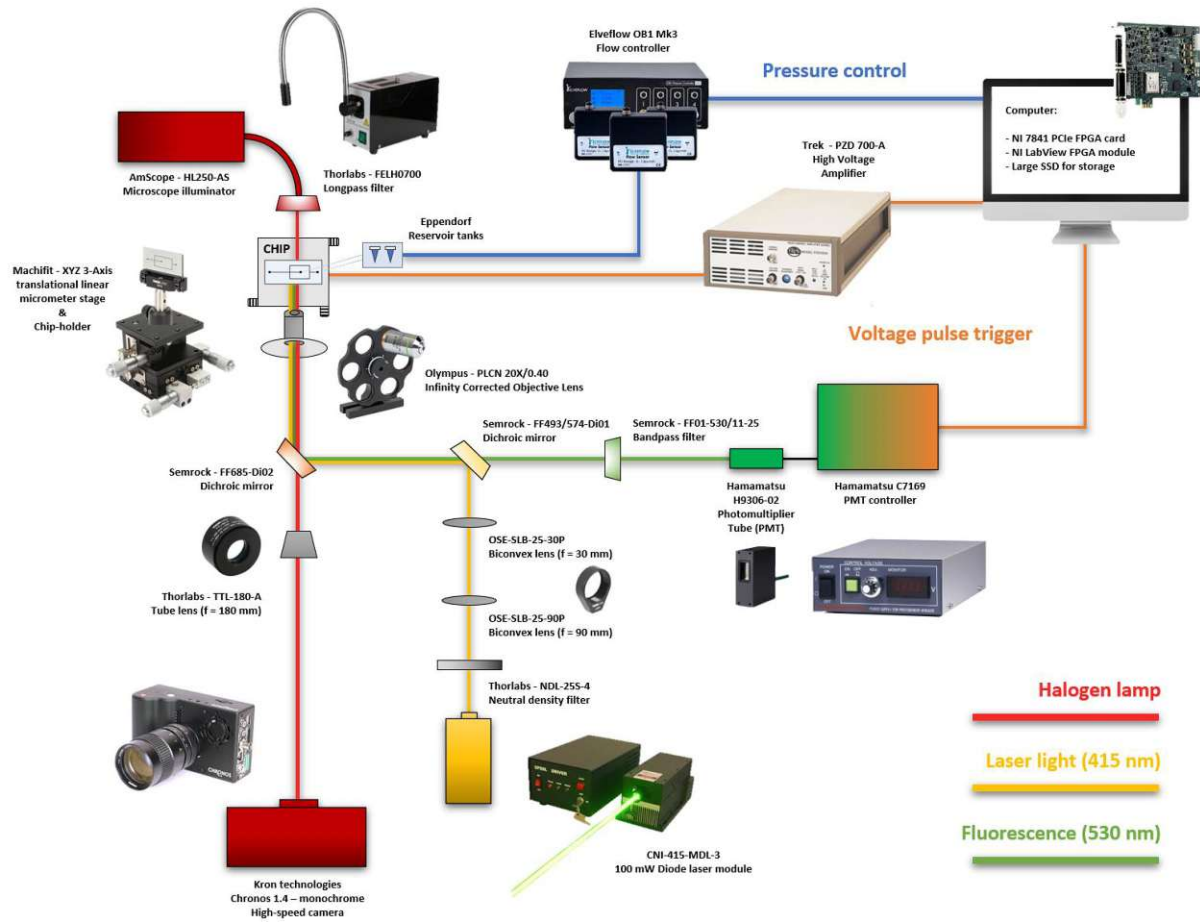 Elveflow OB1 Mk3
Flow controller
Pressure control
Computer:
- NI 7841 PCIe FPGA card
- NI LabView FPGA module
- Large SSD for storage
AmScope - HL250-AS
Microscope illuminator
Thorlabs - FELH0700
Longpass filter
Trek - PZD 700-A
High Voltage
Amplifier
Eppendorf
Reservoir tanks
CHIP
Machifit - XYZ 3-Axis
translational linear
micrometer stage
&
Chip-holder
Voltage pulse trigger
Olympus - PLCN 20X/0.40
Infinity Corrected Objective Lens
Semrock - FF493/574-Di01
Dichroic mirror
Semrock - FF01-530/11-25
Bandpass filter
Semrock - FF685-Di02
Dichroic mirror
Hamamatsu
H9306-02
Photomultiplier
Tube (PMT)
Hamamatsu C7169
PMT controller
OSE-SLB-25-30P
Biconvex lens (f = 30 mm)
Thorlabs - TTL-180-A
Tube lens (f = 180 mm)
OSE-SLB-25-90P
Biconvex lens (f = 90 mm)
Thorlabs - NDL-25S-4
Neutral density filter
Halogen lamp
Laser light (415 nm)
Fluorescence (530 nm)
CNI-415-MDL-3
100 mW Diode laser module
Kron technologies
Chronos 1.4 – monochrome
High-speed camera